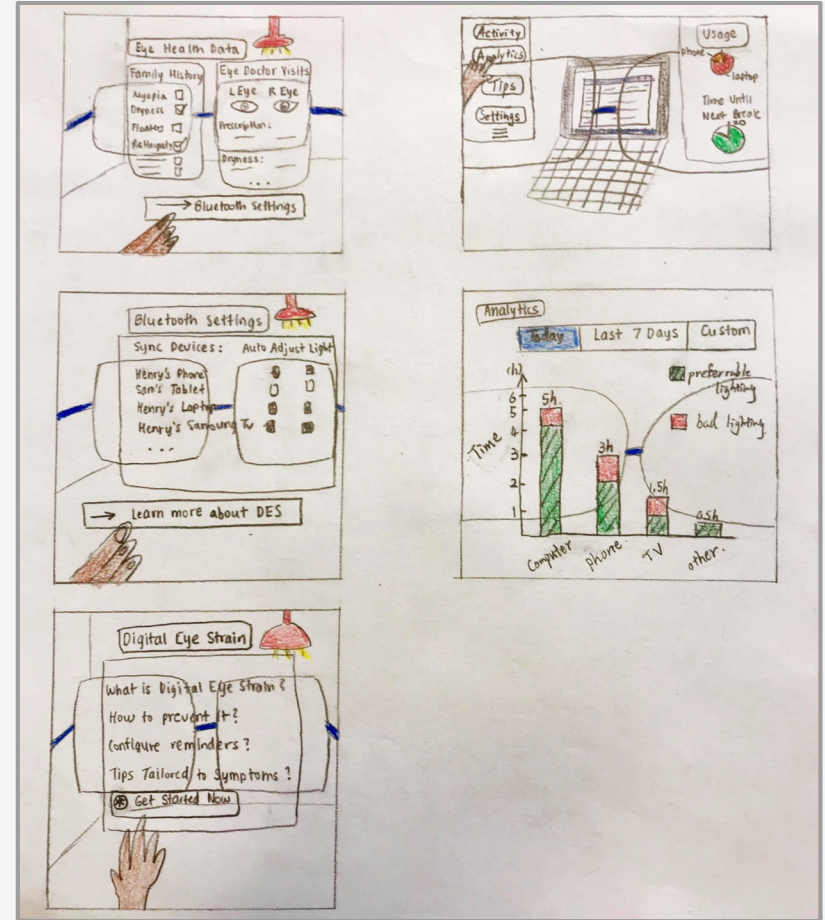 Eye Health Data
Family History
Myopia
Dryness
Floaters
Eye Doctor Visits
L Eye R Eye
Prescription:
Dryness:
...
→ Bluetooth Settings
Activity
Analytics
Tips
Settings
Usage
phone
laptop
Time Until
Next Break
Bluetooth Settings
Sync Devices: Auto Adjust Light
Henry's Phone
Sam's Tablet
Henry's Laptop
Henry's Samsung Tv
...
→ Learn more about DES
Analytics
Today Last 7 Days Custom
(h)
preferrable
lighting
bad lighting
Time
6
5
4
3
2
1
5h
3h
1.5h
0.5h
Computer phone. TV other.
Digital Eye Strain
What is Digital Eye Strain?
How to prevent it?
Configure reminders?
Tips Tailored to Symptoms?
Get Started Now